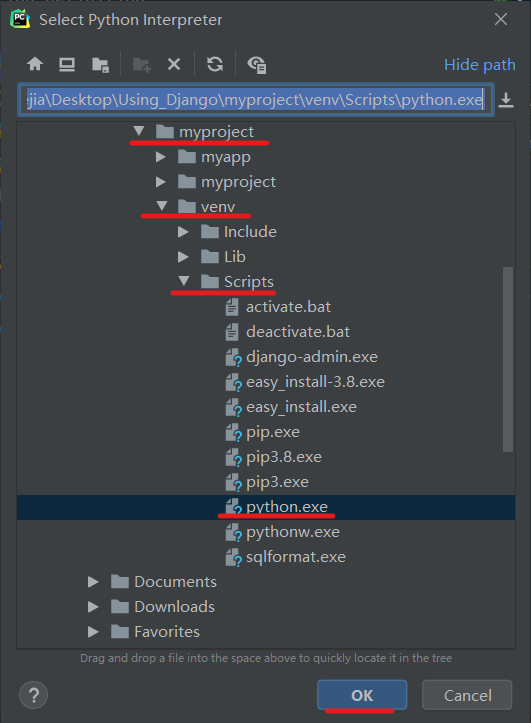 PC
Select Python Interpreter
Hide path
ejia\Desktop\Using_Django\myproject\venv\Scripts\python.exe
myproject
myapp
myproject
venv
Include
Lib
Scripts
activate.bat
deactivate.bat
django-admin.exe
easy_install-3.8.exe
easy_install.exe
pip.exe
pip3.8.exe
pip3.exe
python.exe
pythonw.exe
sqlformat.exe
Documents
Downloads
Favorites
Drag and drop a file into the space above to quickly locate it in the tree
? OK Cancel